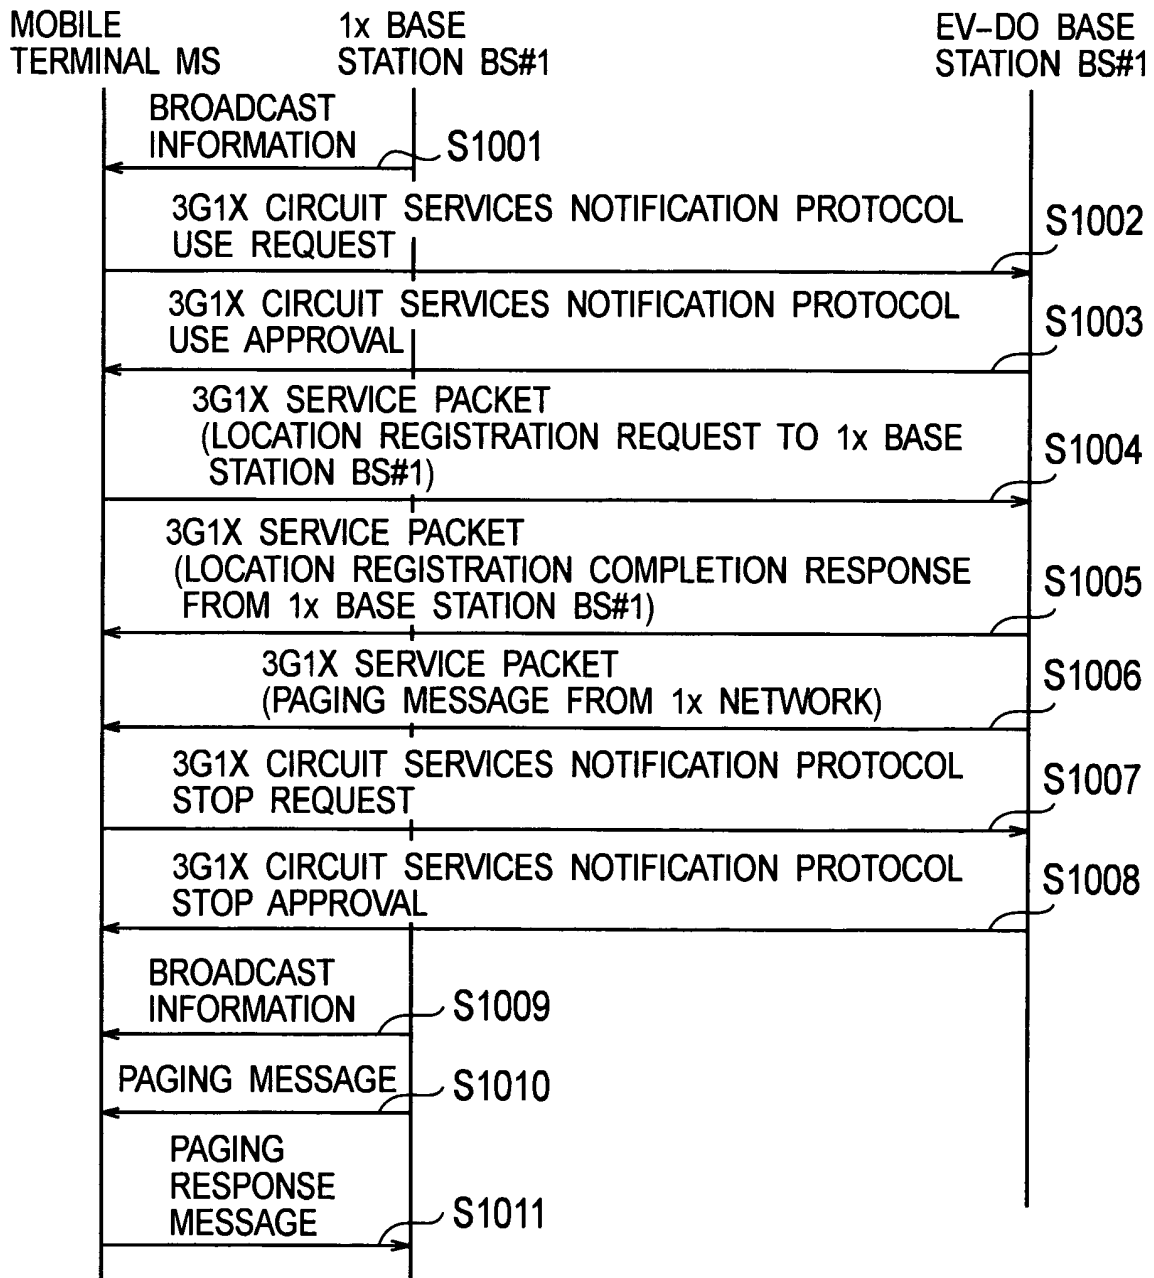 MOBILE
TERMINAL MS
1x BASE
STATION BS#1
EV-DO BASE
STATION BS#1
BROADCAST
INFORMATION
S1001
3G1X CIRCUIT SERVICES NOTIFICATION PROTOCOL
USE REQUEST
S1002
3G1X CIRCUIT SERVICES NOTIFICATION PROTOCOL
USE APPROVAL
S1003
3G1X SERVICE PACKET
(LOCATION REGISTRATION REQUEST TO 1x BASE
STATION BS#1)
S1004
3G1X SERVICE PACKET
(LOCATION REGISTRATION COMPLETION RESPONSE
FROM 1x BASE STATION BS#1)
S1005
3G1X SERVICE PACKET
(PAGING MESSAGE FROM 1x NETWORK)
S1006
3G1X CIRCUIT SERVICES NOTIFICATION PROTOCOL
STOP REQUEST
S1007
3G1X CIRCUIT SERVICES NOTIFICATION PROTOCOL
STOP APPROVAL
S1008
BROADCAST
INFORMATION
S1009
PAGING MESSAGE
S1010
PAGING
RESPONSE
MESSAGE
S1011